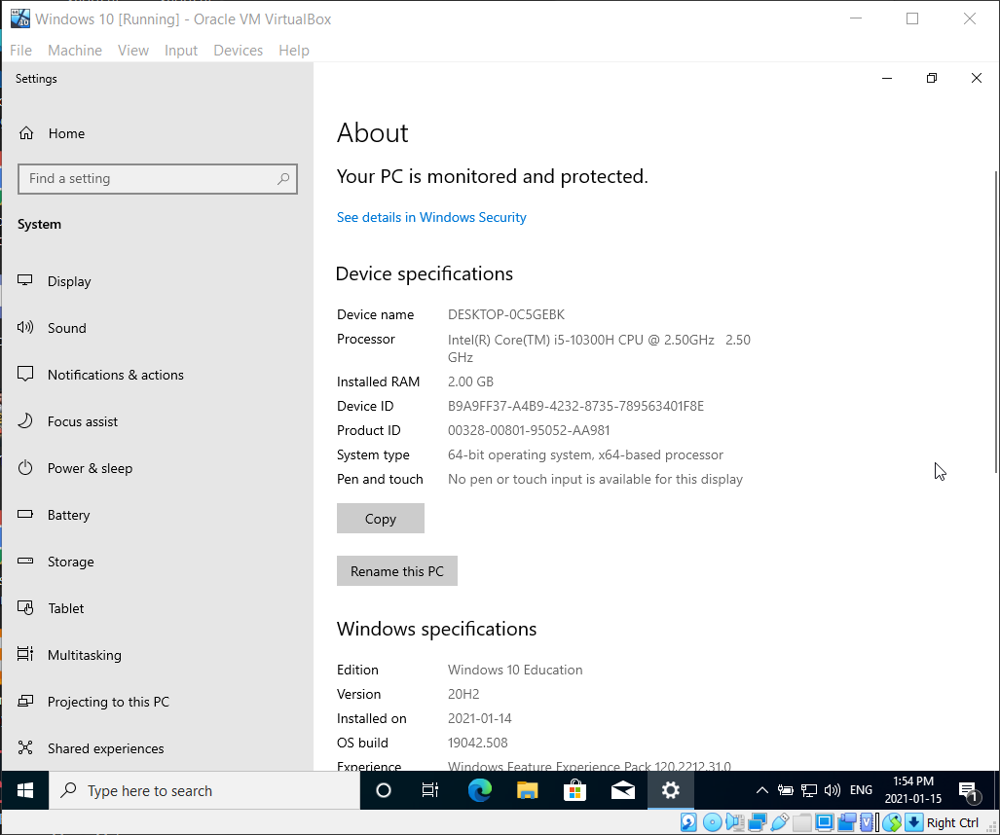 Windows 10 [Running] - Oracle VM VirtualBox
File Machine View Input Devices Help
Settings
Home
Find a setting
System
Display
Sound
Notifications & actions
Focus assist
Power & sleep
Battery
Storage
Tablet
Multitasking
Projecting to this PC
Shared experiences
About
Your PC is monitored and protected.
See details in Windows Security
Device specifications
Device name DESKTOP-0C5GEBK
Processor Intel(R) Core(TM) i5-10300H CPU @ 2.50GHz 2.50
GHz
Installed RAM 2.00 GB
Device ID B9A9FF37-A4B9-4232-8735-789563401F8E
Product ID 00328-00801-95052-AA981
System type 64-bit operating system, x64-based processor
Pen and touch No pen or touch input is available for this display
Copy
Rename this PC
Windows specifications
Edition Windows 10 Education
Version 20H2
Installed on 2021-01-14
OS build 19042.508
Experience Windows Feature Experience Pack 120.2212.31.0
Type here to search
ENG
1:54 PM
2021-01-15
1
Right Ctrl